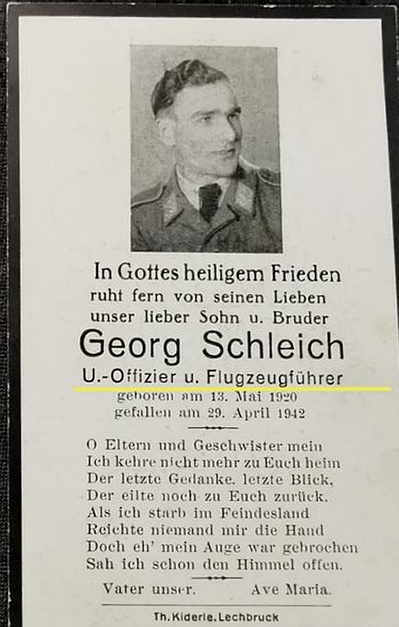 In Gottes heiligem Frieden
ruht fern von seinen Lieben
unser lieber Sohn u. Bruder
Georg Schleich
U.-Offizier u. Flugzeugführer
geboren am 13. Mai 1920
gefallen am 29. April 1942
O Eltern und Geschwister mein
Ich kehre nicht mehr zu Euch heim
Der letzte Gedanke, letzte Blick,
Der eilte noch zu Euch zurück.
Als ich starb im Feindesland
Reichte niemand mir die Hand
Doch eh' mein Auge war gebrochen
Sah ich schon den Himmel offen.
Vater unser. Ave Maria.
Th. Kiderle, Lechbruck